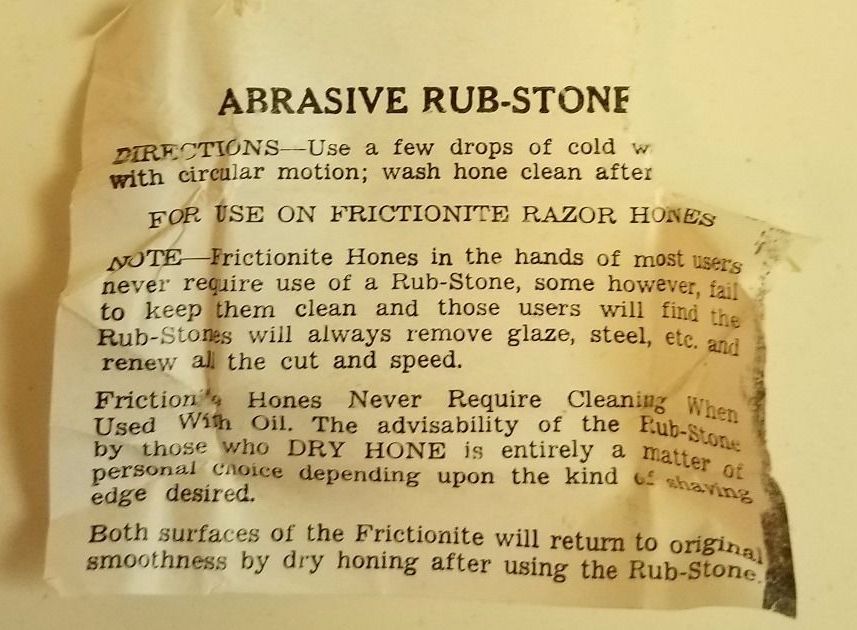 ABRASIVE RUB-STONE
DIRECTIONS—Use a few drops of cold
with circular motion; wash hone clean after
FOR USE ON FRICTIONITE RAZOR HONES
NOTE—Frictionite Hones in the hands of most users
never require use of a Rub-Stone, some however, fail
to keep them clean and those users will find the
Rub-Stones will always remove glaze, steel, etc. and
renew all the cut and speed.
Hones Never Require Cleaning When
Used With Oil. The advisability of the Rub-Stone
by those who DRY HONE is entirely a matter of
personal choice depending upon the kind of shaving
edge desired.
Both surfaces of the Frictionite will return to original
smoothness by dry honing after using the Rub-Stone.